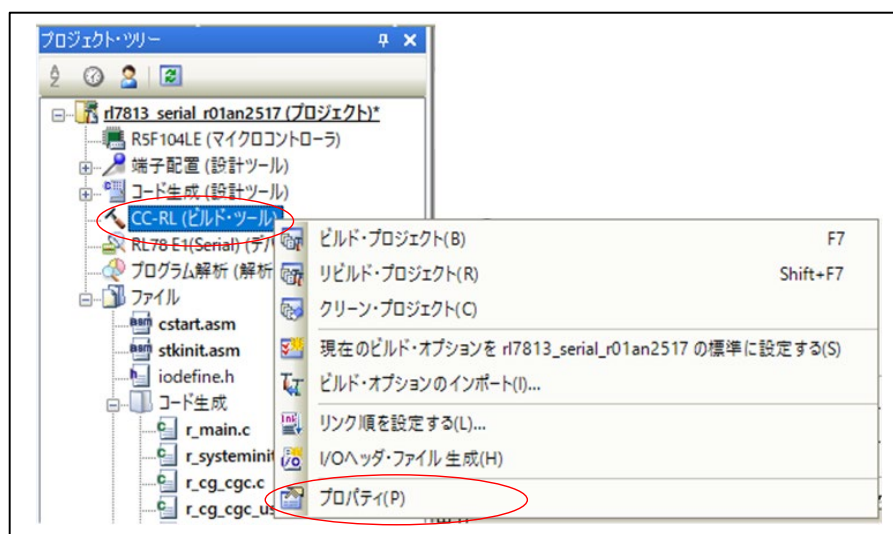 プロジェクト・ツリー
rl7813_serial_r01an2517 (プロジェクト)*
R5F104LE (マイクロコントローラ)
端子配置 (設計ツール)
コード生成 (設計ツール)
CC-RL (ビルド・ツール)
RL78 E1(Serial) (デバ
プログラム解析 (解析
ファイル
cstart.asm
stkinit.asm
iodefine.h
コード生成
r_main.c
r_systeminit
r_cg_cgc.c
r_cg_cgc_us
ビルド・プロジェクト(B) F7
リビルド・プロジェクト(R) Shift+F7
クリーン・プロジェクト(C)
現在のビルド・オプションを rl7813_serial_r01an2517 の標準に設定する(S)
ビルド・オプションのインポート(I)...
リンク順を設定する(L)...
I/Oヘッダ・ファイル生成(H)
プロパティ(P)